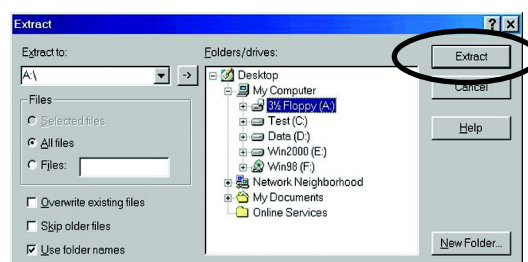 Extract
Extract to:
A:\
Files
Selected files
All files
Files:
Overwrite existing files
Skip older files
Use folder names
Folders/drives:
Desktop
My Computer
3½ Floppy (A:)
Test (C:)
Data (D:)
Win2000 (E:)
Win98 (F:)
Network Neighborhood
My Documents
Online Services
Extract
Cancel
Help
New Folder...